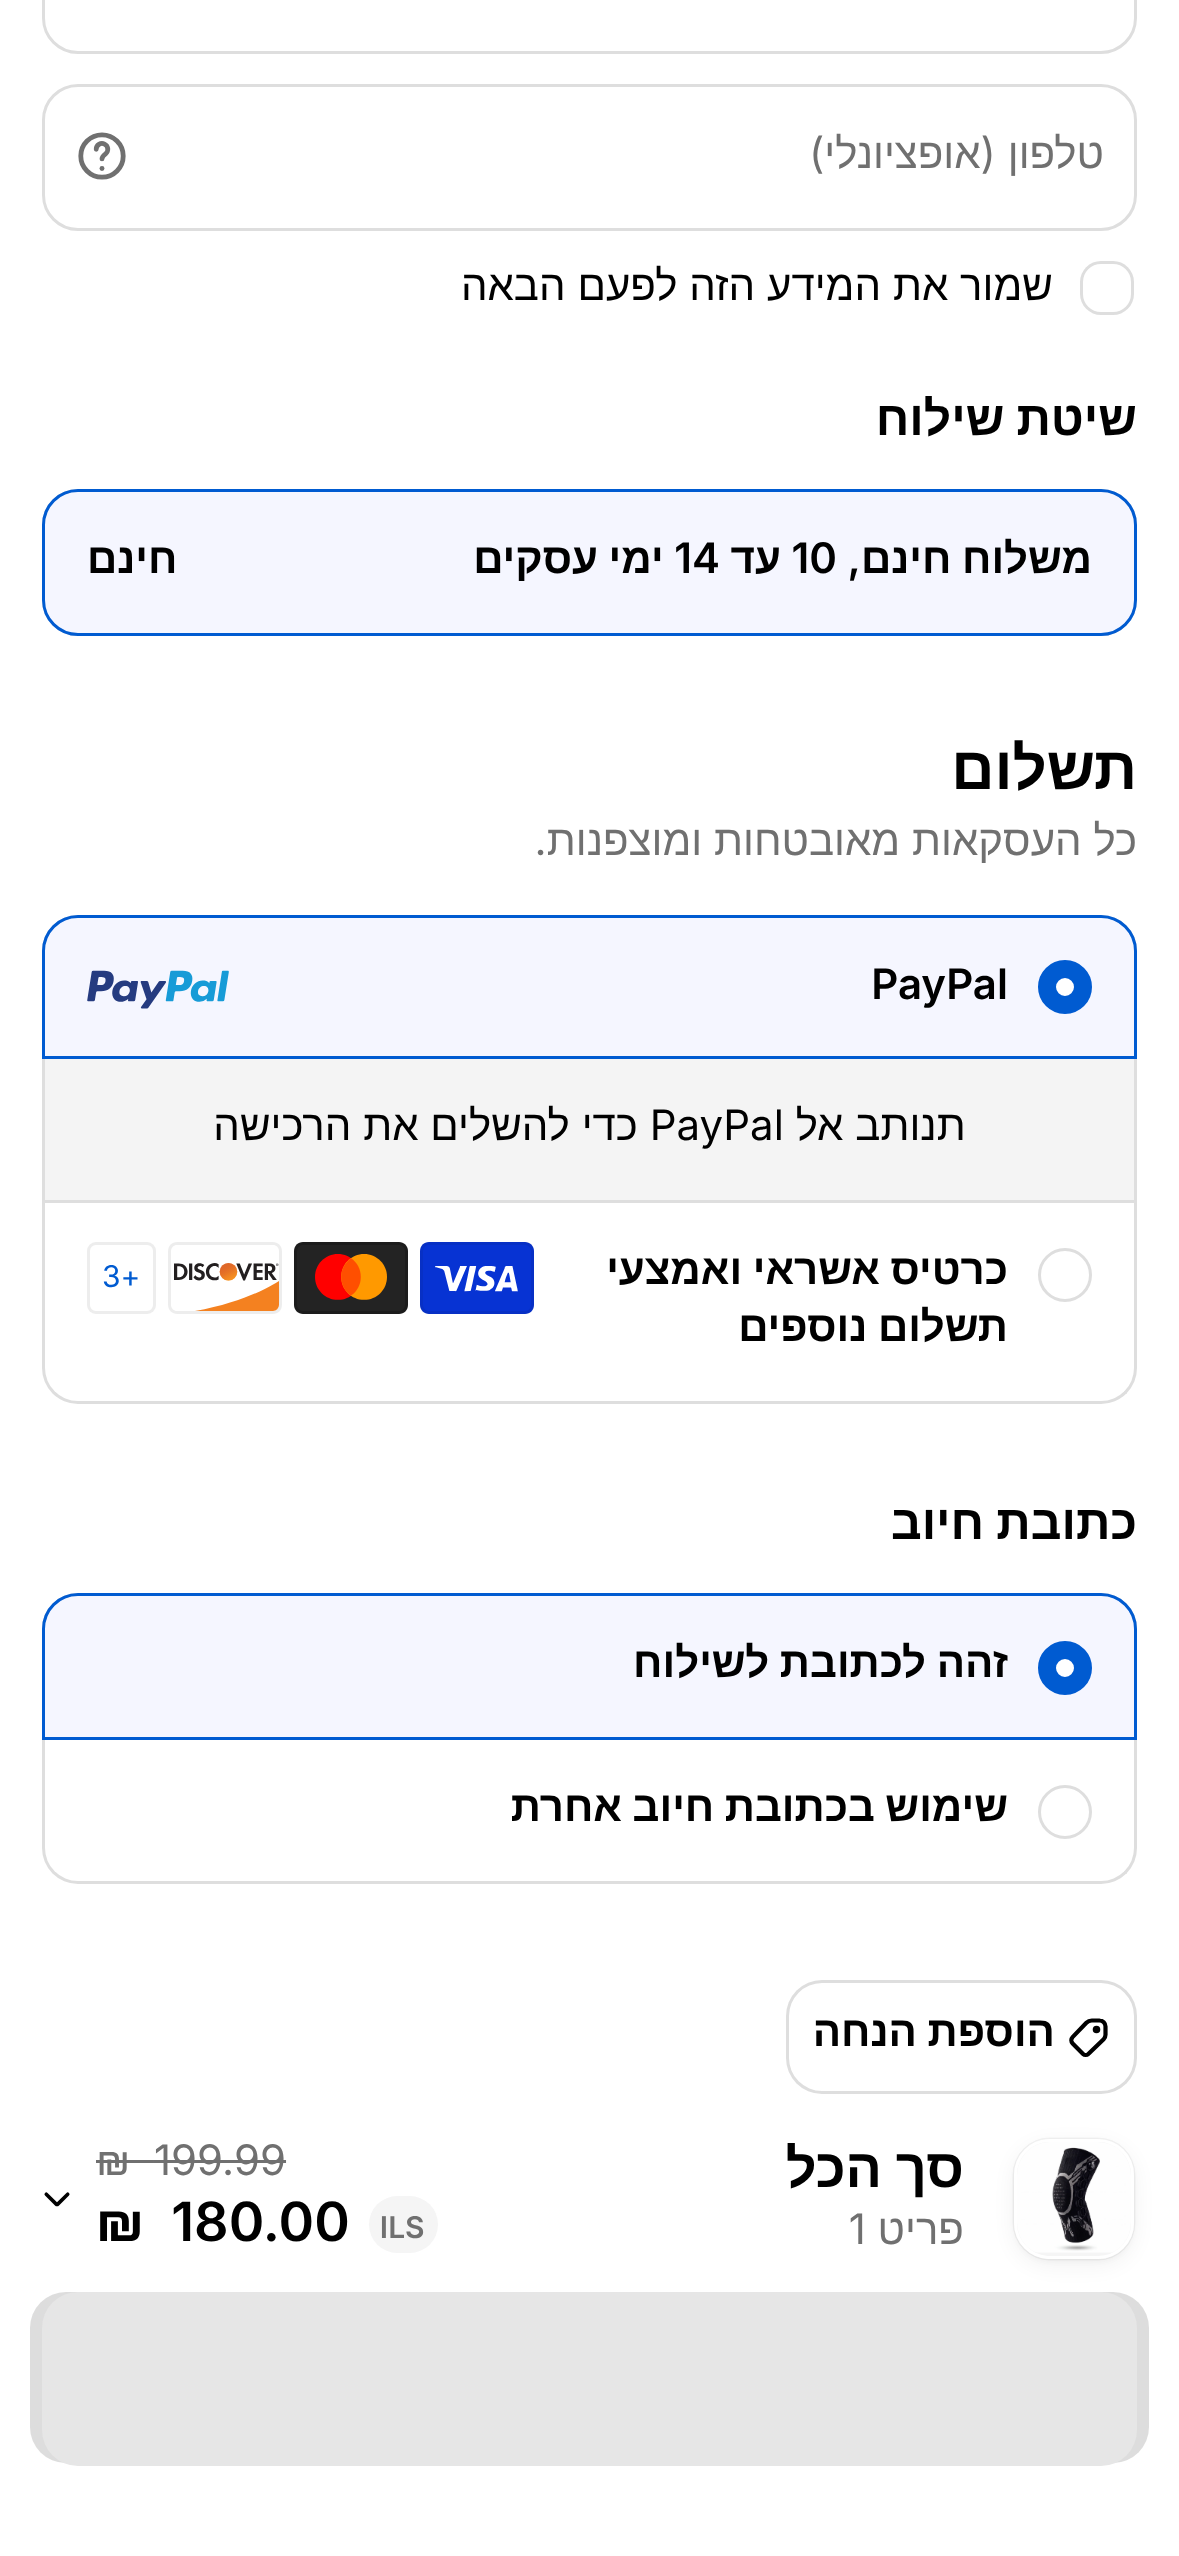 טלפון (אופציונלי)
שמור את המידע הזה לפעם הבאה
שיטת שילוח
משלוח חינם, 10 עד 14 ימי עסקים
חינם
תשלום
כל העסקאות מאובטחות ומוצפנות.
PayPal
PayPal
תנותב אל PayPal כדי להשלים את הרכישה
כרטיס אשראי ואמצעי
תשלום נוספים
VISA
DISCOVER
3+
כתובת חיוב
זהה לכתובת לשילוח
שימוש בכתובת חיוב אחרת
הוספת הנחה
סך הכל
פריט 1
199.99 ₪
ILS
180.00 ₪